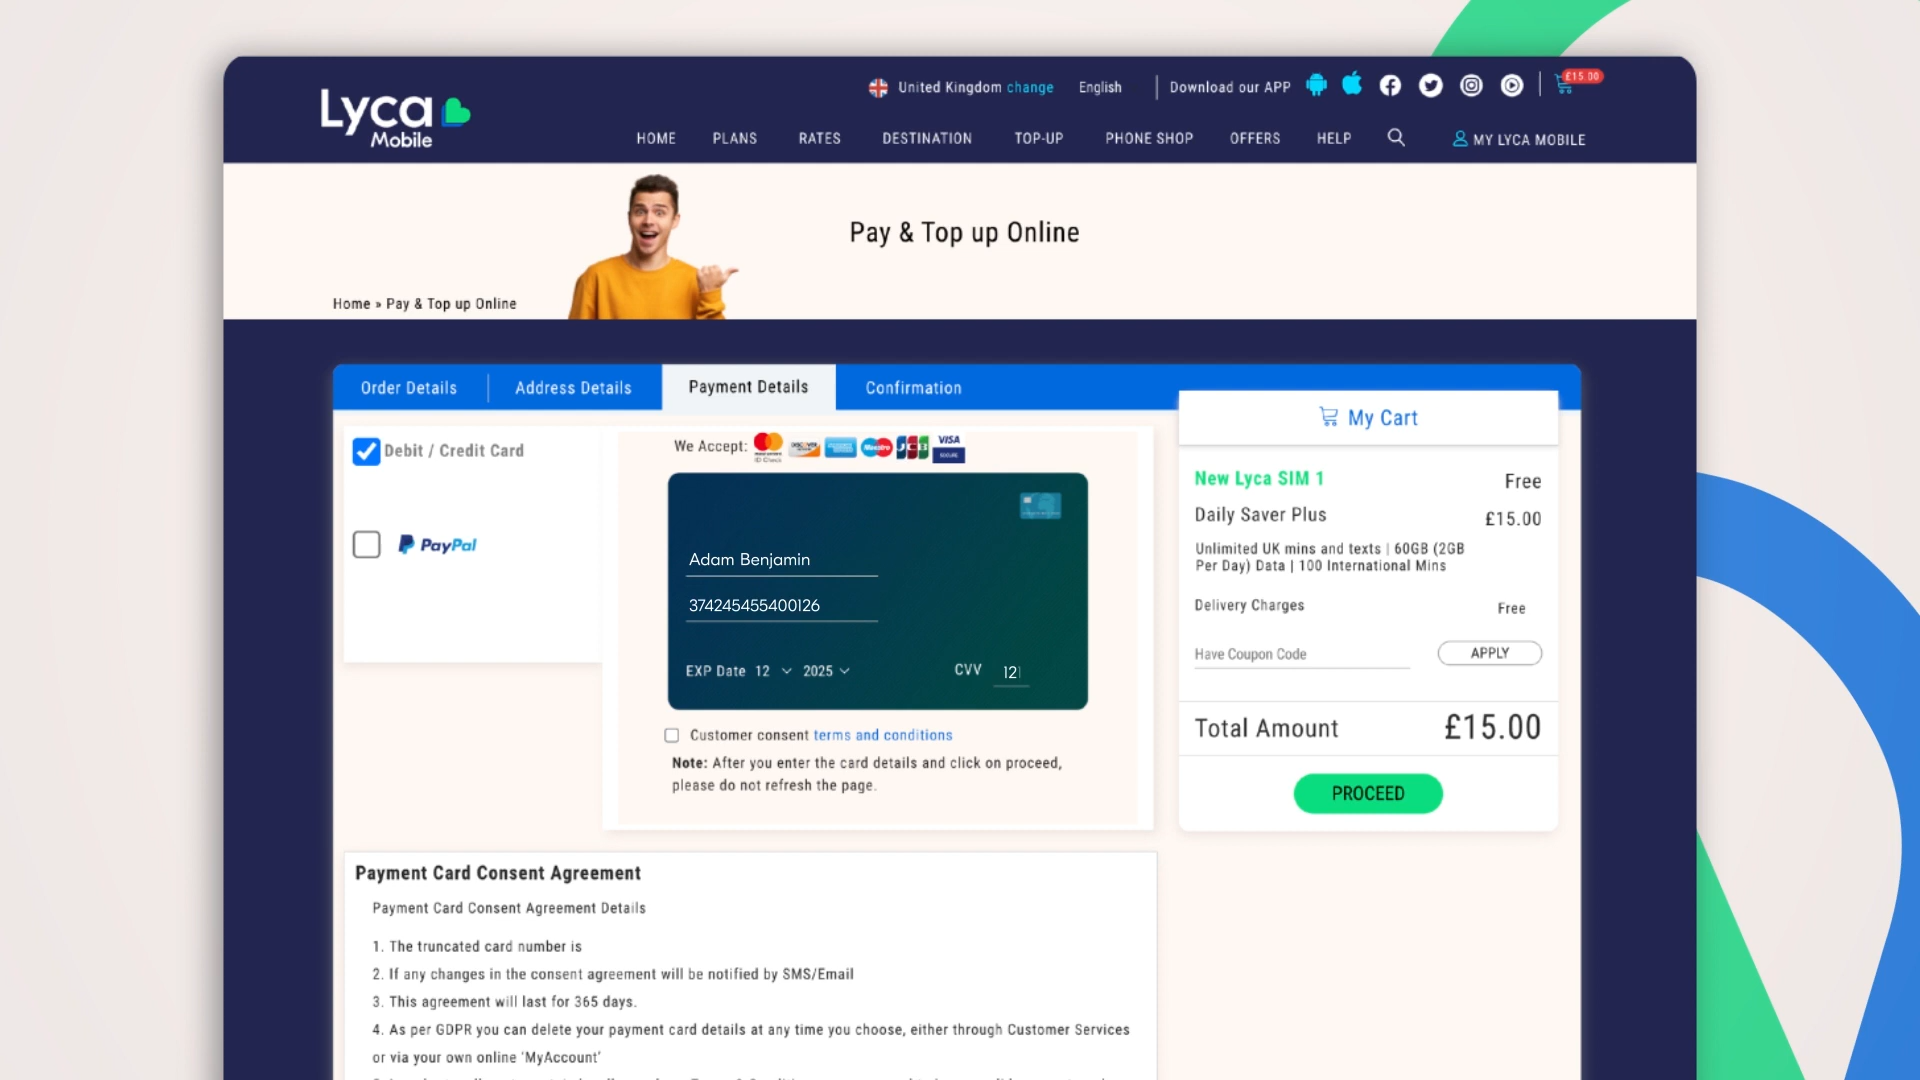 United Kingdom change English Download our APP £15.00
Lyca
Mobile
HOME PLANS RATES DESTINATION TOP-UP PHONE SHOP OFFERS HELP MY LYCA MOBILE
Pay & Top up Online
Home » Pay & Top up Online
Order Details Address Details Payment Details Confirmation
My Cart
Debit / Credit Card
PayPal
We Accept: DISCOVER Maestro JCB VISA
ID Check SECURE
Adam Benjamin
374245455400126
EXP Date 12 2025 CVV 12
Customer consent terms and conditions
Note: After you enter the card details and click on proceed,
please do not refresh the page.
New Lyca SIM 1 Free
Daily Saver Plus £15.00
Unlimited UK mins and texts | 60GB (2GB
Per Day) Data | 100 International Mins
Delivery Charges Free
Have Coupon Code APPLY
Total Amount £15.00
PROCEED
Payment Card Consent Agreement
Payment Card Consent Agreement Details
1. The truncated card number is
2. If any changes in the consent agreement will be notified by SMS/Email
3. This agreement will last for 365 days.
4. As per GDPR you can delete your payment card details at any time you choose, either through Customer Services
or via your own online ‘MyAccount’